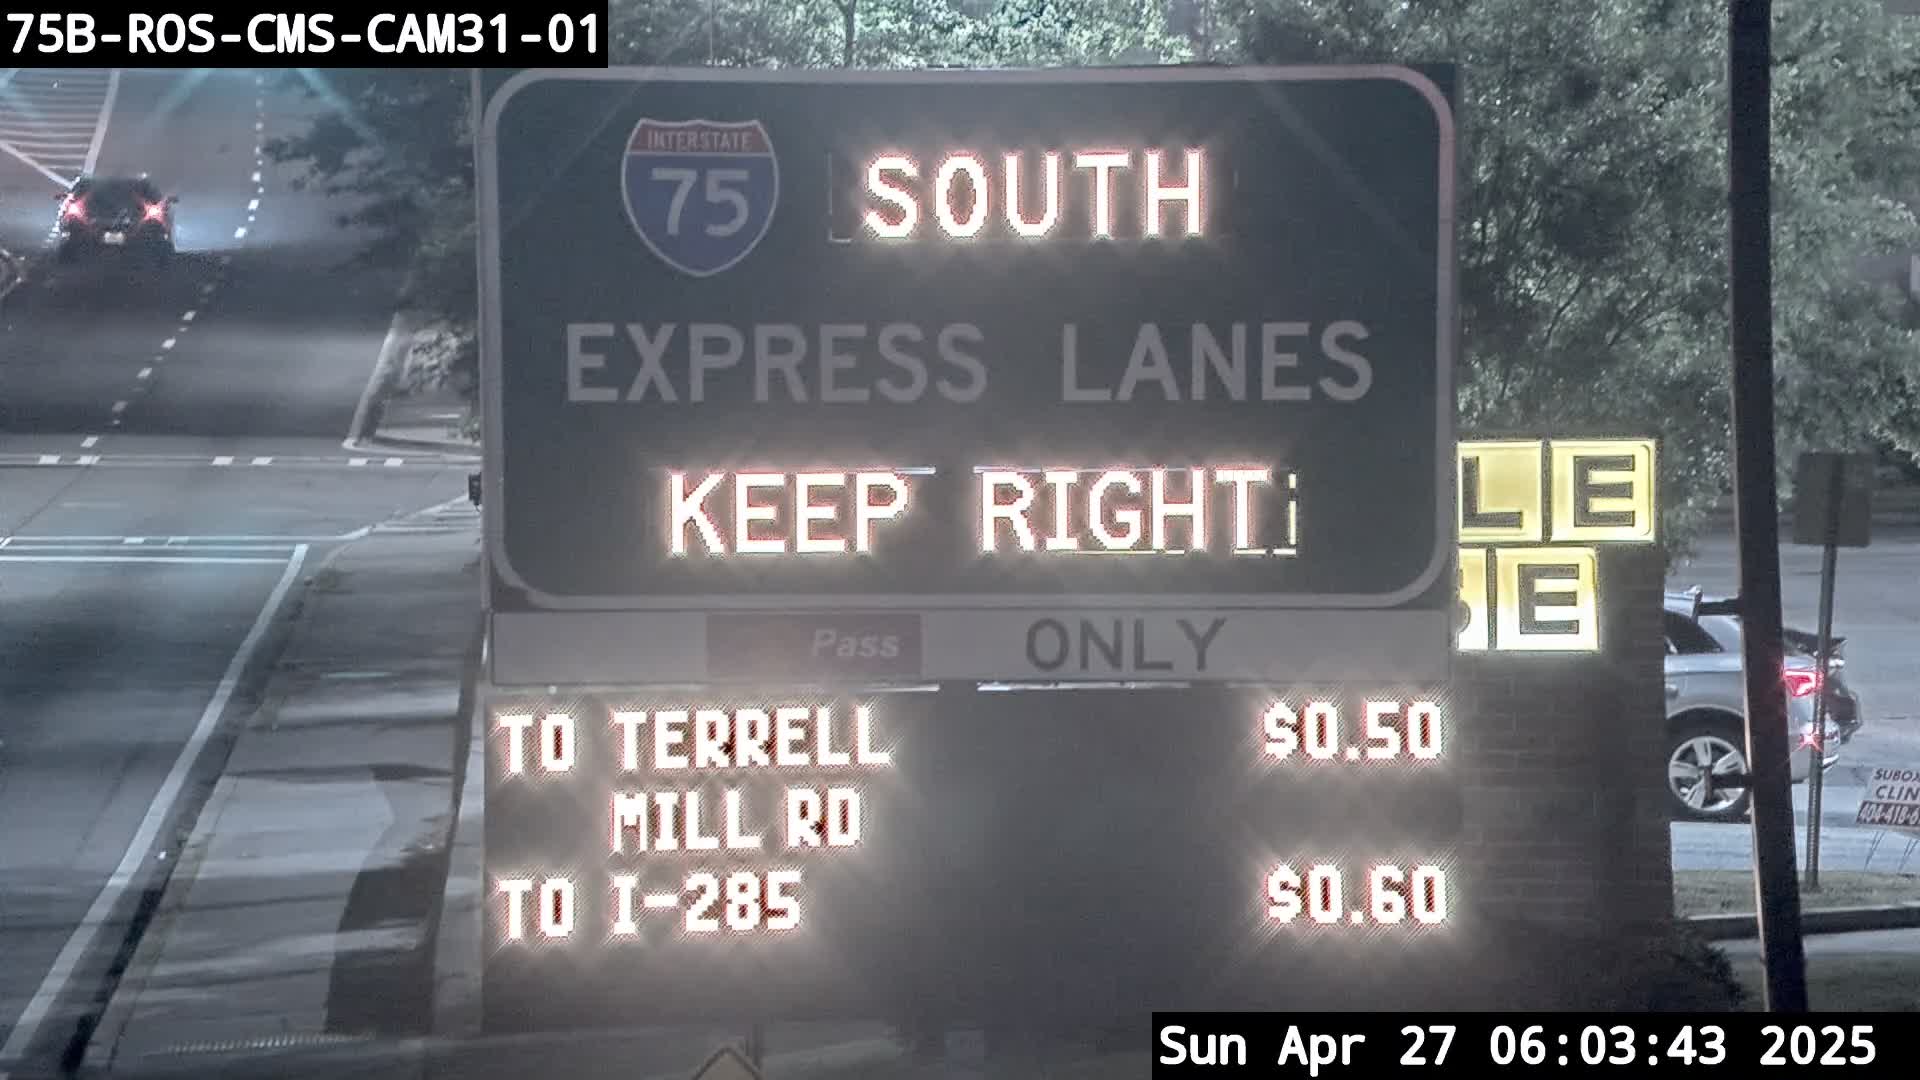 75B-ROS-CMS-CAM31-01
INTERSTATE
75
SOUTH
EXPRESS LANES
KEEP RIGHT
Pass ONLY
TO TERRELL $0.50
MILL RD
TO I-285 $0.60
LE
E
CLIN
Sun Apr 27 06:03:43 2025